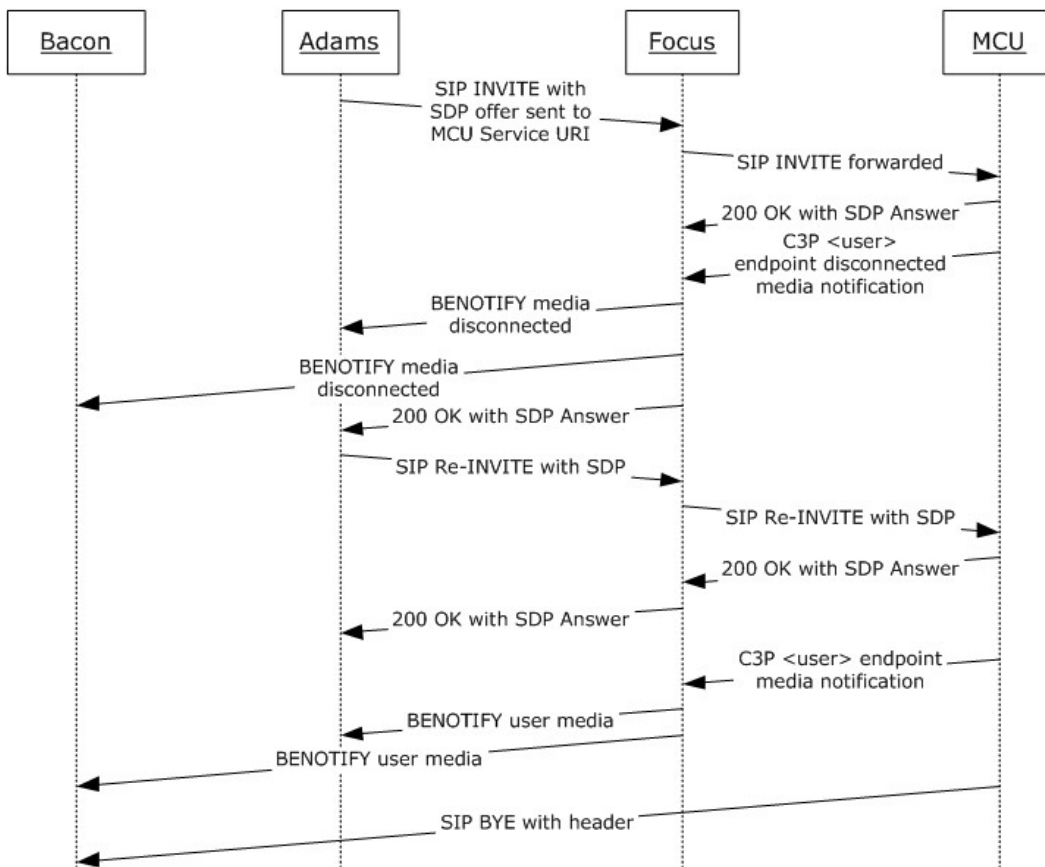 Bacon
Adams
Focus
MCU
SIP INVITE with
SDP offer sent to
MCU Service URI
SIP INVITE forwarded
200 OK with SDP Answer
C3P <user>
endpoint disconnected
media notification
BENOTIFY media
disconnected
BENOTIFY media
disconnected
200 OK with SDP Answer
SIP Re-INVITE with SDP
SIP Re-INVITE with SDP
200 OK with SDP Answer
200 OK with SDP Answer
C3P <user> endpoint
media notification
BENOTIFY user media
BENOTIFY user media
SIP BYE with header